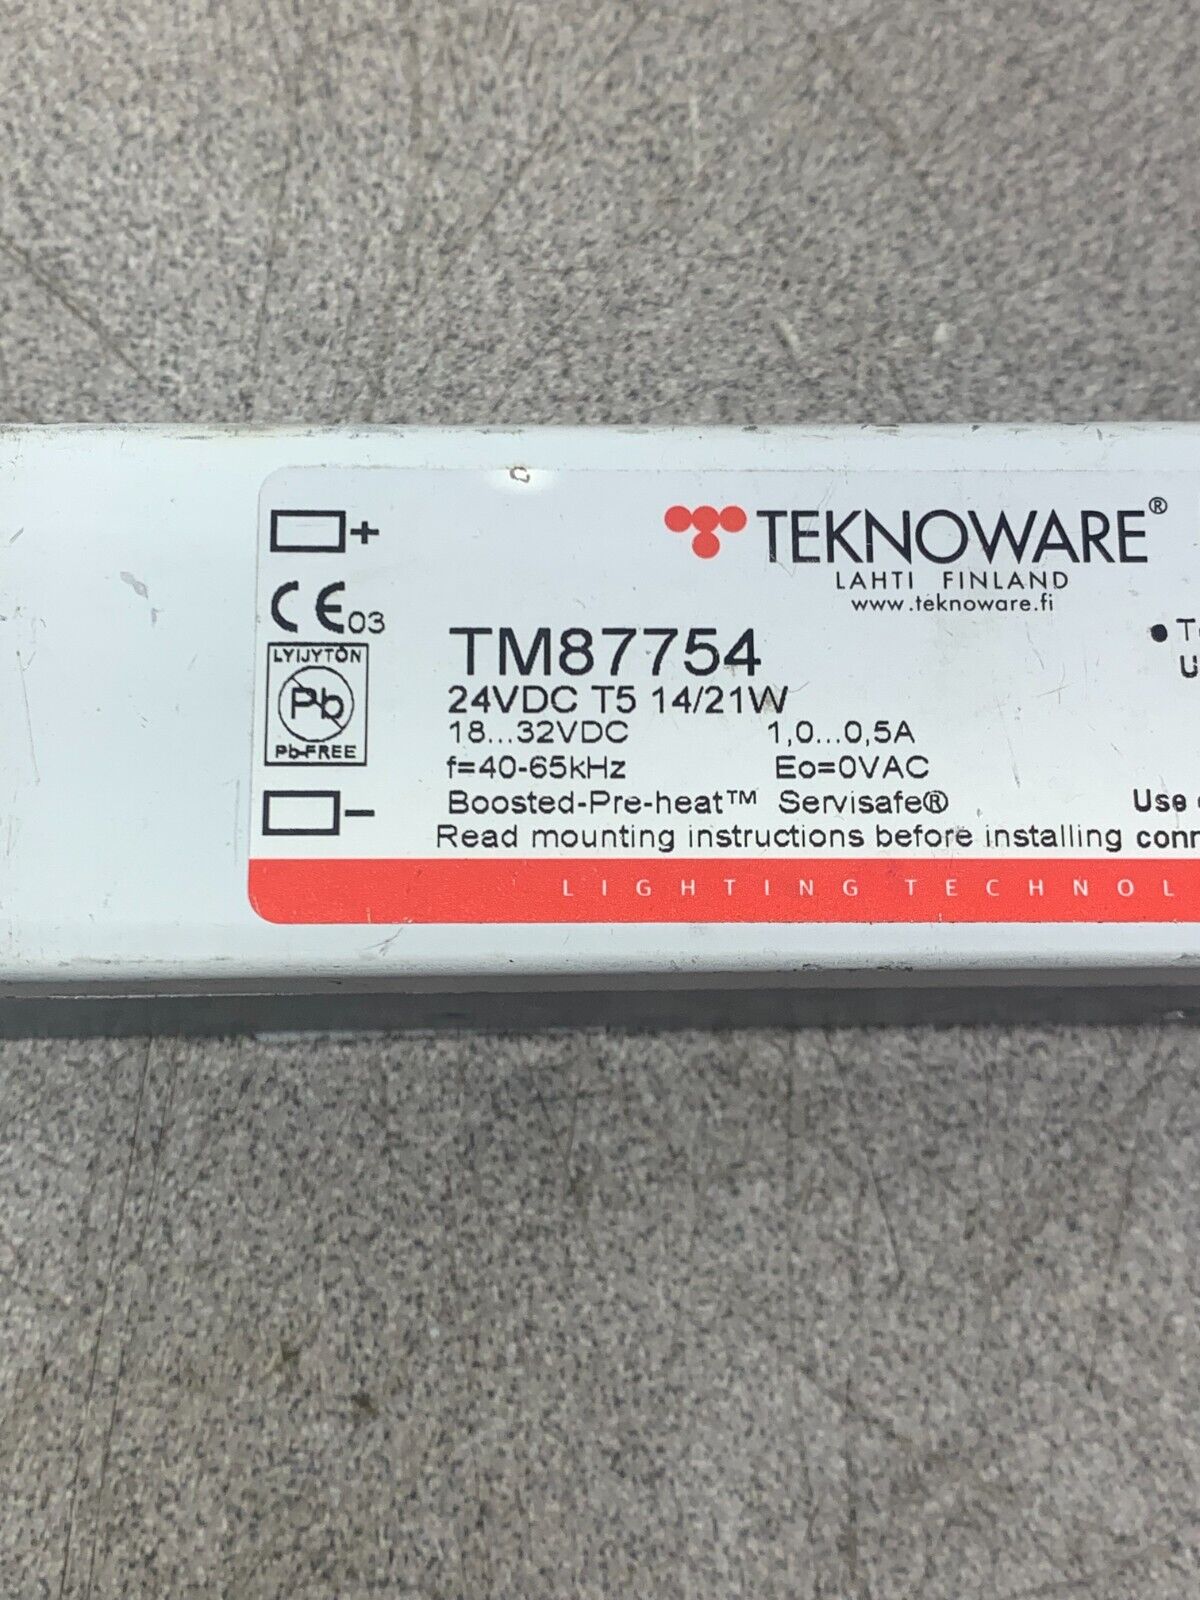 +
TEKNOWARE®
LAHTI FINLAND
www.teknoware.fi
CE03
LYIJYTÖN
Pb
Pb-FREE
TM87754
24VDC T5 14/21W
18...32VDC 1,0...0,5A
f=40-65kHz Eo=0VAC
Boosted-Pre-heat™ Servisafe® Use
−
Read mounting instructions before installing
LIGHTING TECHNOL